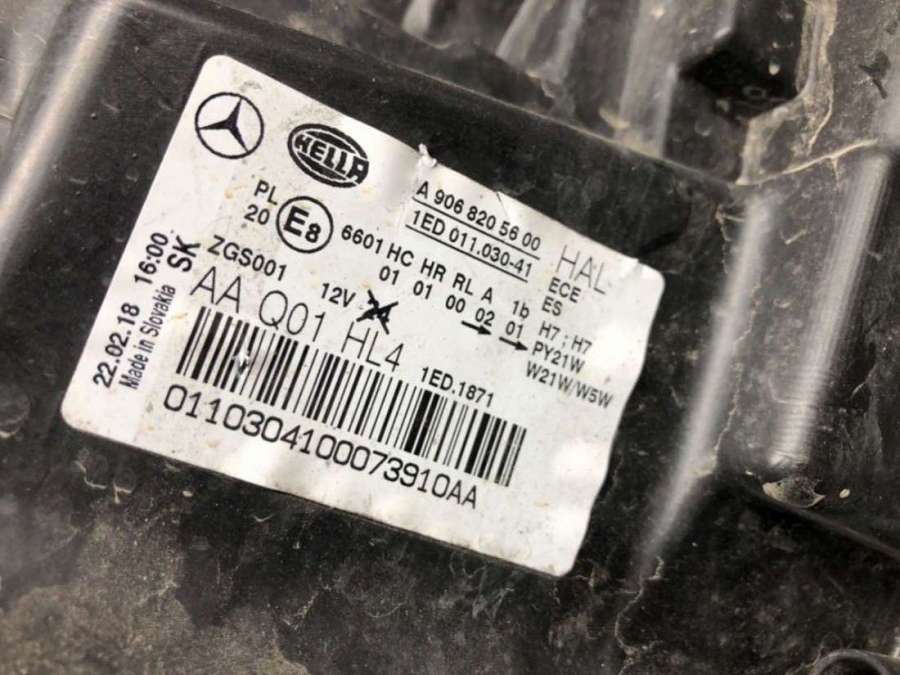 HELLA
A 906 820 56 00
1ED 011.030-41
HAL
PL
20
E8
6601 HC HR RL A 1b
01 01 00 02 01
ECE
ES
H7 ; H7
PY21W
W21W/W5W
ZGS001
12V 24
AA Q01 HL4
1ED.1871
22.02.18 16:00
Made in Slovakia SK
0110304100073910AA